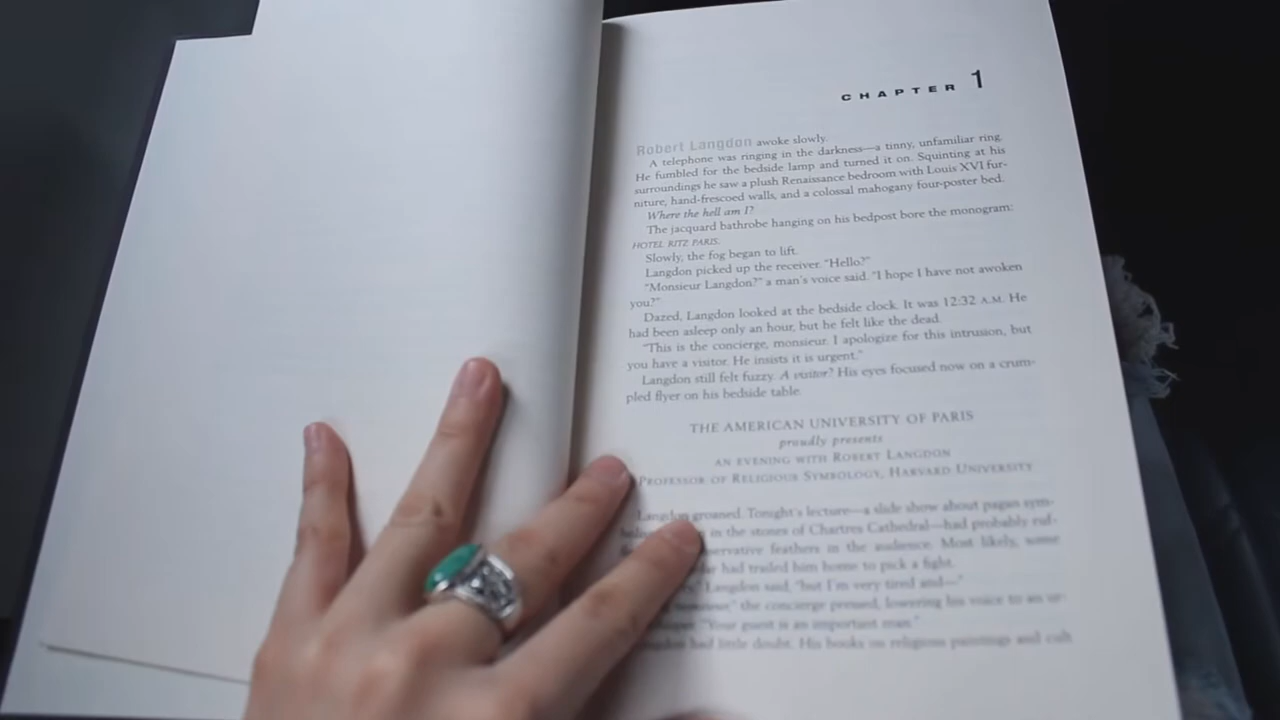 CHAPTER 1
Robert Langdon awoke slowly.
A telephone was ringing in the darkness—a tinny, unfamiliar ring.
He fumbled for the bedside lamp and turned it on. Squinting at his
surroundings he saw a plush Renaissance bedroom with Louis XVI fur-
niture, hand-frescoed walls, and a colossal mahogany four-poster bed.
Where the hell am I?
The jacquard bathrobe hanging on his bedpost bore the monogram:
HOTEL RITZ PARIS.
Slowly, the fog began to lift.
Langdon picked up the receiver. "Hello?"
"Monsieur Langdon?" a man's voice said. "I hope I have not awoken
you?"
Dazed, Langdon looked at the bedside clock. It was 12:32 A.M. He
had been asleep only an hour, but he felt like the dead.
"This is the concierge, monsieur. I apologize for this intrusion, but
you have a visitor. He insists it is urgent."
Langdon still felt fuzzy. A visitor? His eyes focused now on a crum-
pled flyer on his bedside table.
THE AMERICAN UNIVERSITY OF PARIS
proudly presents
AN EVENING WITH ROBERT LANGDON
PROFESSOR OF RELIGIOUS SYMBOLOGY, HARVARD UNIVERSITY
Langdon groaned. Tonight's lecture—a slide show about pagan sym-
in the stones of Chartres Cathedral—had probably ruf-
feathers in the audience. Most likely, some
had trailed him home to pick a fight.
Langdon said, "but I'm very tired and—"
the concierge pressed, lowering his voice to an ur-
"Your guest is an important man."
had little doubt. His books on religious paintings and cult